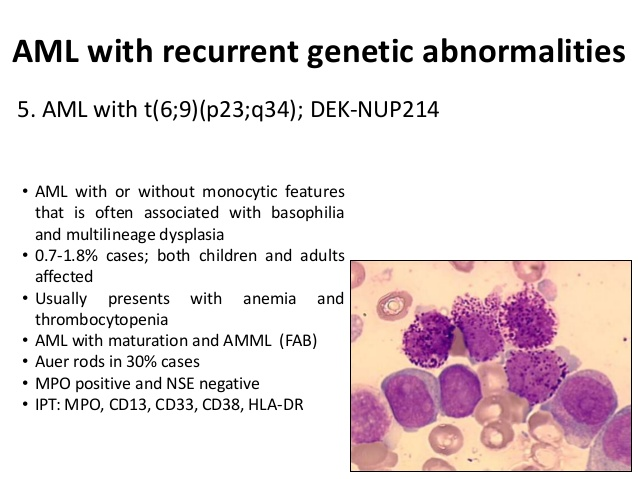 AML with recurrent genetic abnormalities
5. AML with t(6;9)(p23;q34); DEK-NUP214
• AML with or without monocytic features
that is often associated with basophilia
and multilineage dysplasia
• 0.7-1.8% cases; both children and adults
affected
• Usually presents with anemia and
thrombocytopenia
• AML with maturation and AMML (FAB)
• Auer rods in 30% cases
• MPO positive and NSE negative
• IPT: MPO, CD13, CD33, CD38, HLA-DR